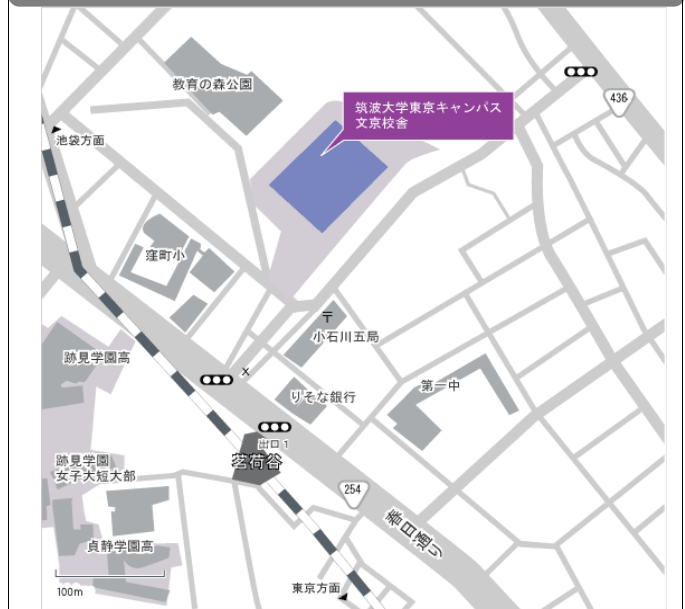 教育の森公園
筑波大学東京キャンパス
文京校舎
436
池袋方面
窪町小
〒
小石川五局
跡見学園高
X
りそな銀行
第一中
出口1
茗荷谷
跡見学園
女子大短大部
254
春日通り
貞静学園高
100m
東京方面